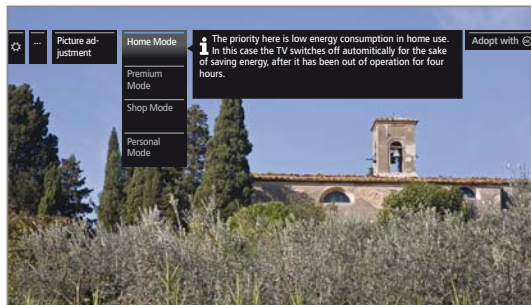 ...
Picture ad-
justment
Home Mode
Premium
Mode
Shop Mode
Personal
Mode
The priority here is low energy consumption in home use.
In this case the TV switches off automitically for the sake
of saving energy, after it has been out of operation for four
hours.
Adopt with OK